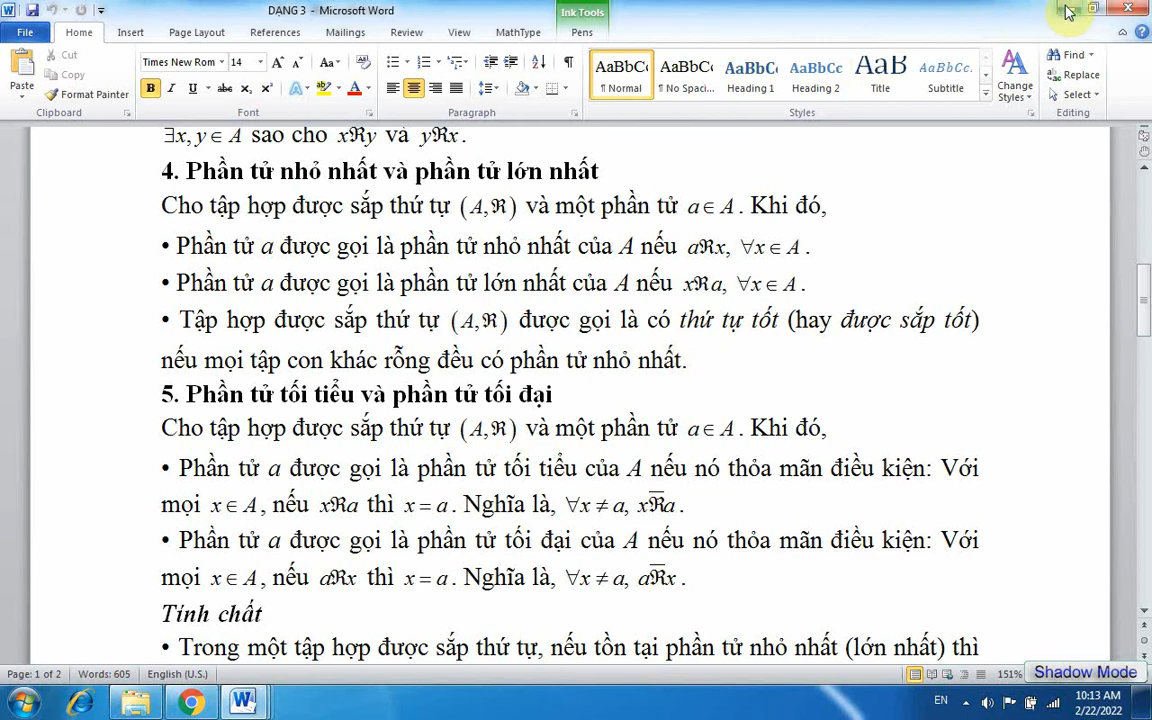 DẠNG 3 - Microsoft Word
Ink Tools
File Home Insert Page Layout References Mailings Review View MathType Pens
Paste
Cut
Copy
Format Painter
Clipboard
Times New Rom 14
Font
Paragraph
AaBbCc AaBbCc AaBbC AaBbCc AaB AaBbCc.
¶ Normal ¶ No Spaci... Heading 1 Heading 2 Title Subtitle
Styles
Change Styles
Find
Replace
Select
Editing
∃x, y ∈ A sao cho xℜy và yℜx.
4. Phần tử nhỏ nhất và phần tử lớn nhất
Cho tập hợp được sắp thứ tự (A,ℜ) và một phần tử a ∈ A. Khi đó,
• Phần tử a được gọi là phần tử nhỏ nhất của A nếu aℜx, ∀x ∈ A.
• Phần tử a được gọi là phần tử lớn nhất của A nếu xℜa, ∀x ∈ A.
• Tập hợp được sắp thứ tự (A,ℜ) được gọi là có thứ tự tốt (hay được sắp tốt)
nếu mọi tập con khác rỗng đều có phần tử nhỏ nhất.
5. Phần tử tối tiểu và phần tử tối đại
Cho tập hợp được sắp thứ tự (A,ℜ) và một phần tử a ∈ A. Khi đó,
• Phần tử a được gọi là phần tử tối tiểu của A nếu nó thỏa mãn điều kiện: Với
mọi x ∈ A, nếu xℜa thì x = a. Nghĩa là, ∀x ≠ a, xℜ̅a.
• Phần tử a được gọi là phần tử tối đại của A nếu nó thỏa mãn điều kiện: Với
mọi x ∈ A, nếu aℜx thì x = a. Nghĩa là, ∀x ≠ a, aℜ̅x.
Tính chất
• Trong một tập hợp được sắp thứ tự, nếu tồn tại phần tử nhỏ nhất (lớn nhất) thì
Page: 1 of 2 Words: 605 English (U.S.) 151%
Shadow Mode
EN
10:13 AM
2/22/2022